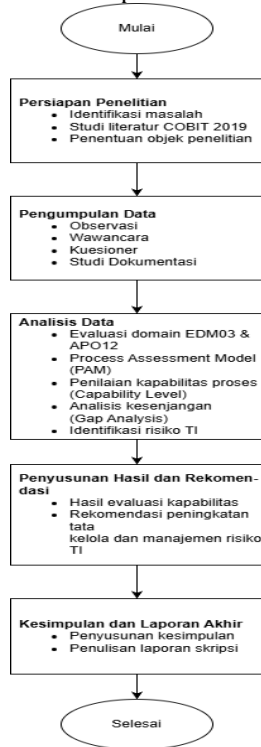 Mulai
Persiapan Penelitian
• Identifikasi masalah
• Studi literatur COBIT 2019
• Penentuan objek penelitian
Pengumpulan Data
• Observasi
• Wawancara
• Kuesioner
• Studi Dokumentasi
Analisis Data
• Evaluasi domain EDM03 &
APO12
• Process Assessment Model
(PAM)
• Penilaian kapabilitas proses
(Capability Level)
• Analisis kesenjangan
(Gap Analysis)
• Identifikasi risiko TI
Penyusunan Hasil dan Rekomen-
dasi
• Hasil evaluasi kapabilitas
• Rekomendasi peningkatan
tata
kelola dan manajemen risiko
TI
Kesimpulan dan Laporan Akhir
• Penyusunan kesimpulan
• Penulisan laporan skripsi
Selesai